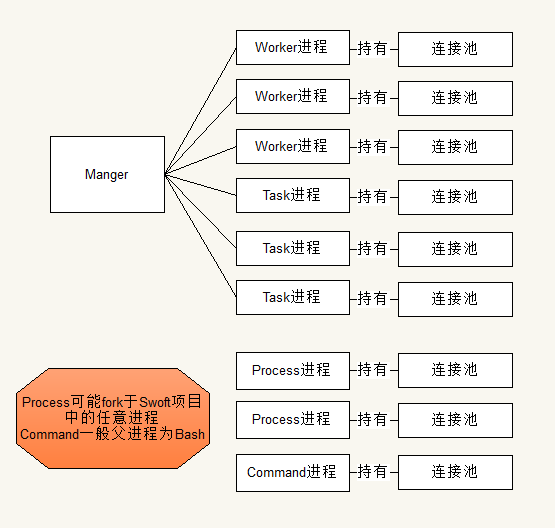 Worker进程 持有 连接池
Worker进程 持有 连接池
Worker进程 持有 连接池
Manger
Task进程 持有 连接池
Task进程 持有 连接池
Task进程 持有 连接池
Process进程 持有 连接池
Process可能fork于Swoft项目
中的任意进程
Command一般父进程为Bash
Process进程 持有 连接池
Command进程 持有 连接池